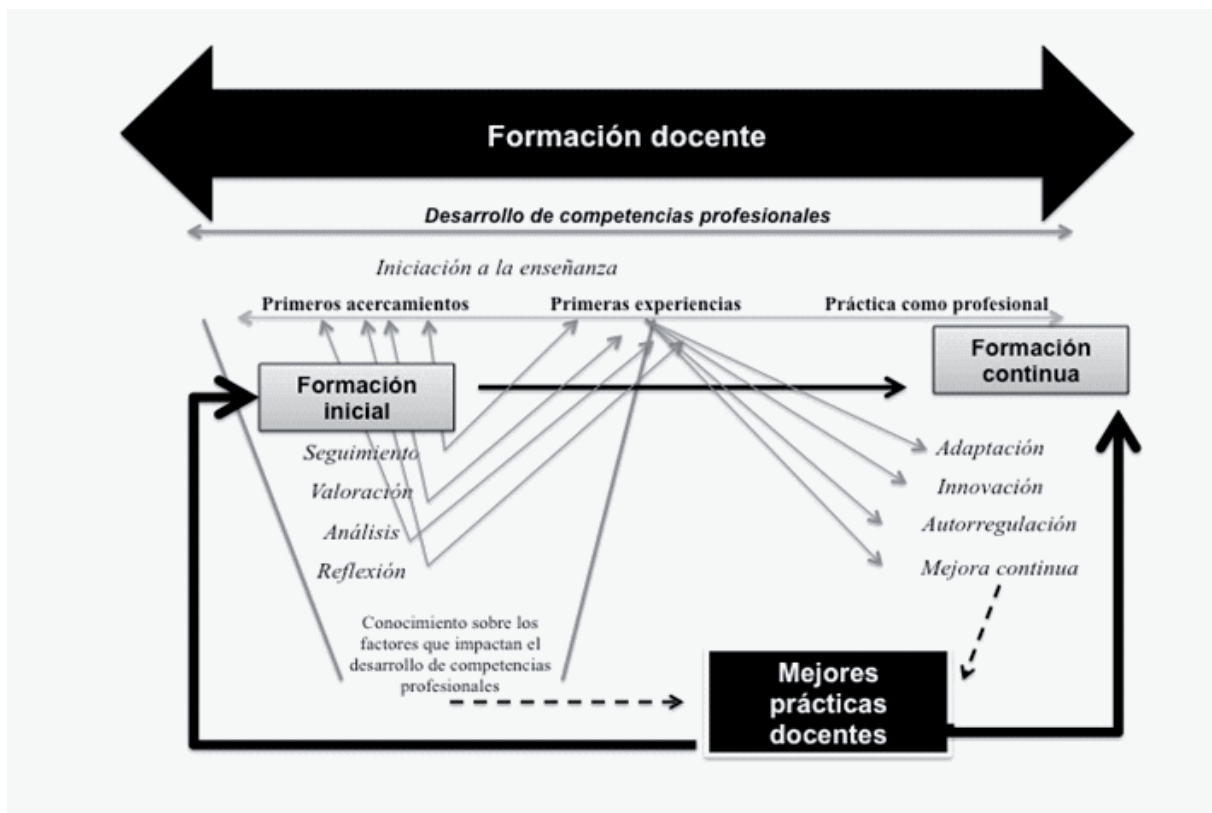 Formación docente
Desarrollo de competencias profesionales
Iniciación a la enseñanza
Primeros acercamientos
Primeras experiencias
Práctica como profesional
Formación
inicial
Formación
continua
Seguimiento
Valoración
Análisis
Reflexión
Adaptación
Innovación
Autorregulación
Mejora continua
Conocimiento sobre los
factores que impactan el
desarrollo de competencias
profesionales
Mejores
prácticas
docentes